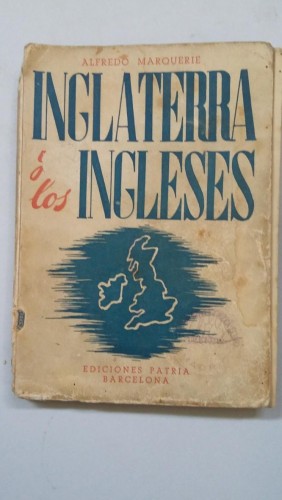 ALFREDO MARQUERIE
INGLATERRA
ó los
INGLESES
EDICIONES PATRIA
BARCELONA